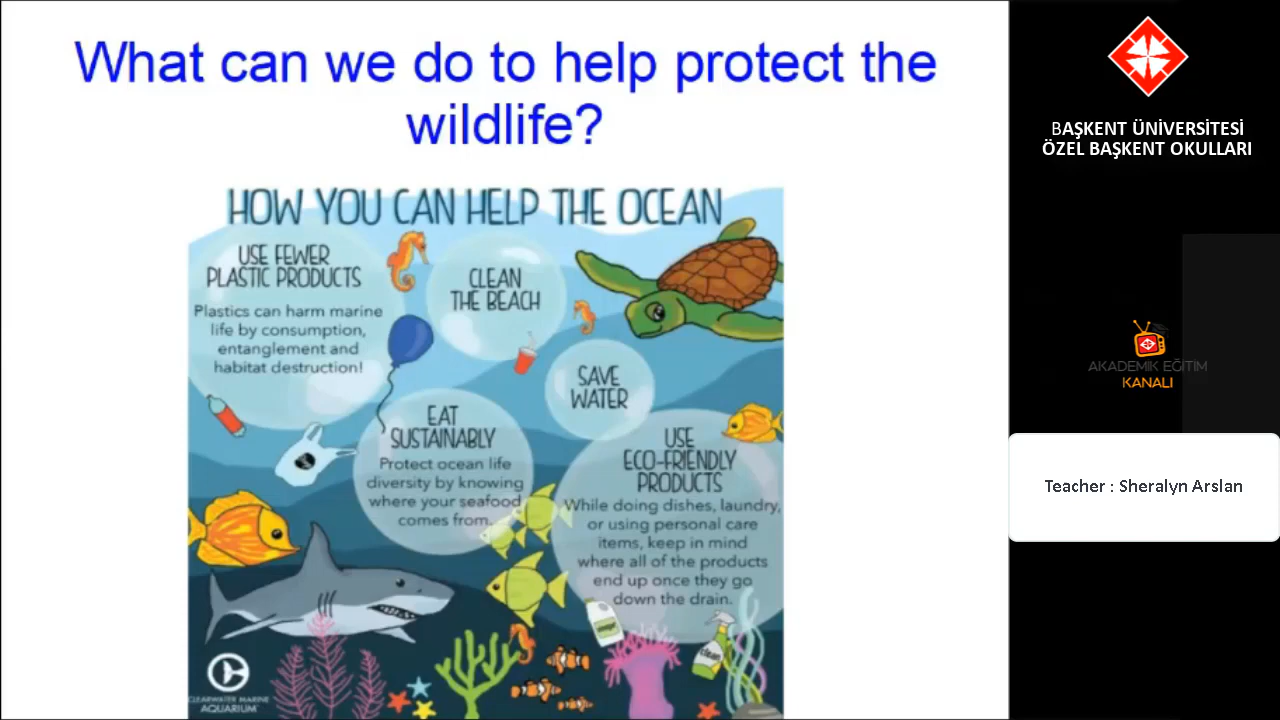 What can we do to help protect the
wildlife?
HOW YOU CAN HELP THE OCEAN
USE FEWER
PLASTIC PRODUCTS
Plastics can harm marine
life by consumption,
entanglement and
habitat destruction!
CLEAN
THE BEACH
SAVE
WATER
EAT
SUSTAINABLY
Protect ocean life
diversity by knowing
where your seafood
comes from.
USE
ECO-FRIENDLY
PRODUCTS
While doing dishes, laundry,
or using personal care
items, keep in mind
where all of the products
end up once they go
down the drain.
clean
CLEARWATER MARINE
AQUARIUM
BAŞKENT ÜNİVERSİTESİ
ÖZEL BAŞKENT OKULLARI
AKADEMİK EĞİTİM
KANALI
Teacher : Sheralyn Arslan